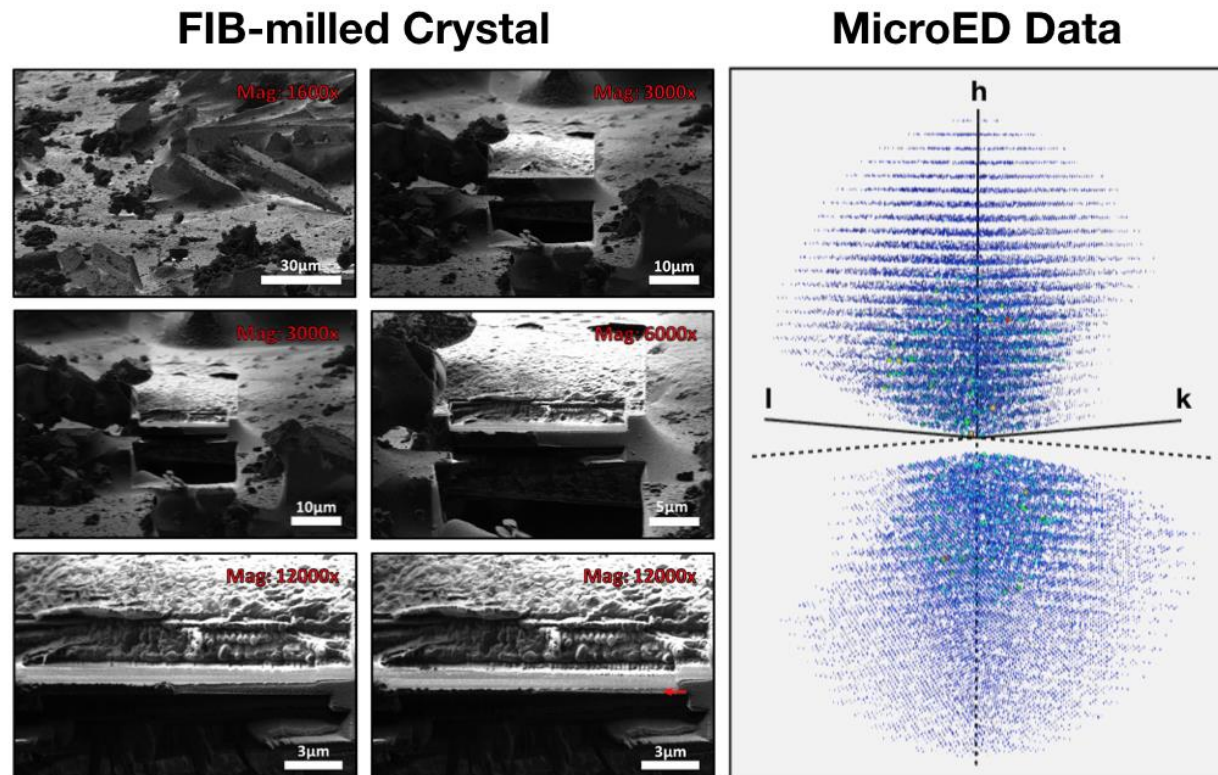 FIB-milled Crystal
MicroED Data
Mag: 1600x
30μm
Mag: 3000x
10μm
Mag: 3000x
10μm
Mag: 6000x
5μm
Mag: 12000x
3μm
Mag: 12000x
3μm
h
l
k